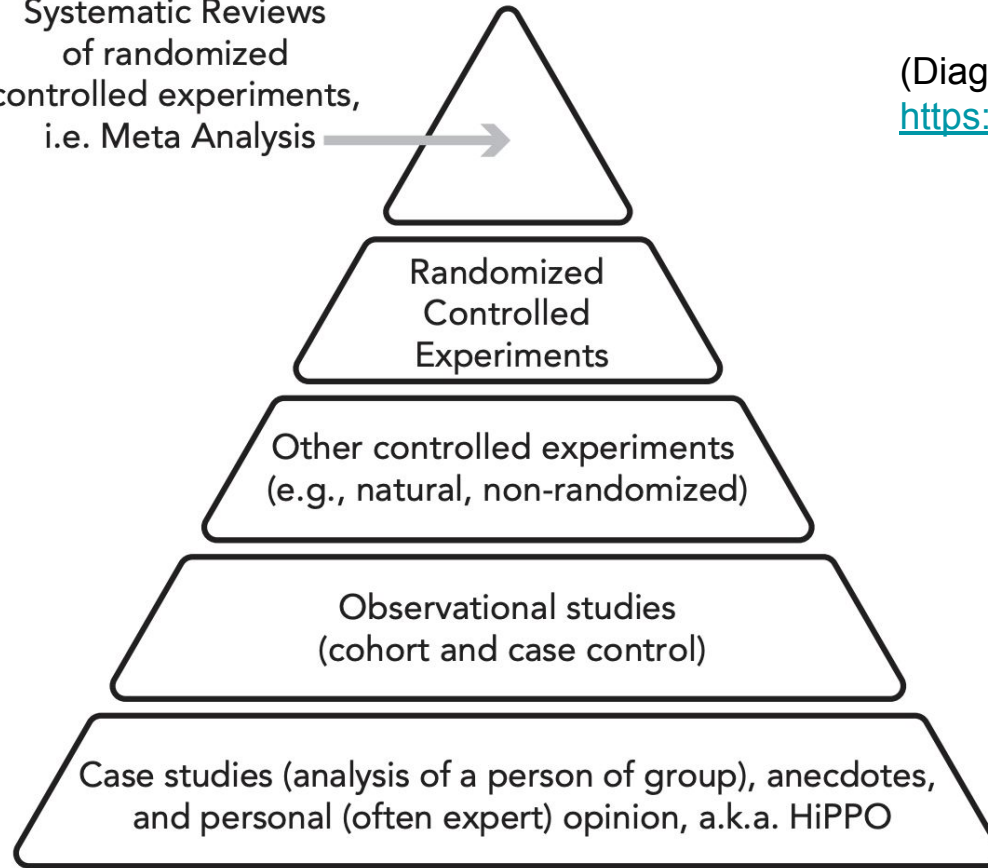 Systematic Reviews
of randomized
controlled experiments,
i.e. Meta Analysis
(Diag
https:
Randomized
Controlled
Experiments
Other controlled experiments
(e.g., natural, non-randomized)
Observational studies
(cohort and case control)
Case studies (analysis of a person of group), anecdotes,
and personal (often expert) opinion, a.k.a. HiPPO